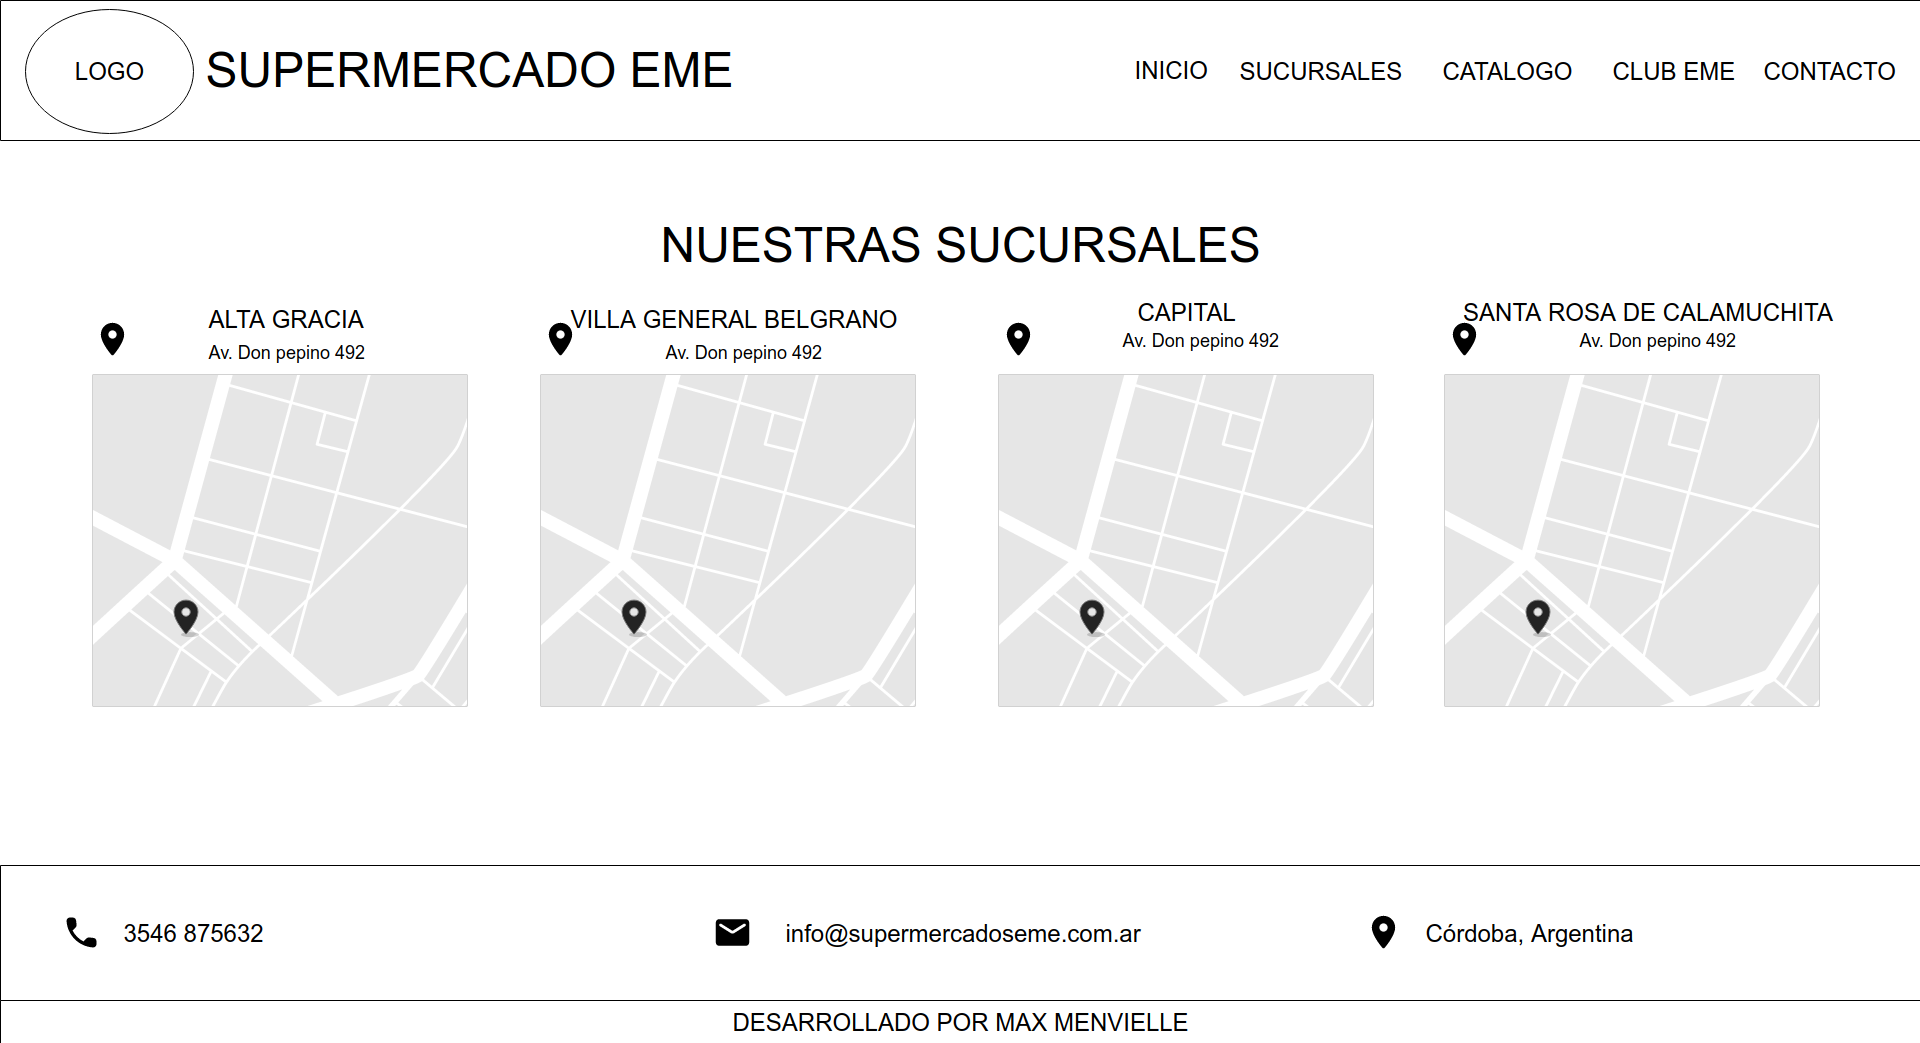 LOGO
SUPERMERCADO EME
INICIO
SUCURSALES
CATALOGO
CLUB EME
CONTACTO
NUESTRAS SUCURSALES
ALTA GRACIA
Av. Don pepino 492
VILLA GENERAL BELGRANO
Av. Don pepino 492
CAPITAL
Av. Don pepino 492
SANTA ROSA DE CALAMUCHITA
Av. Don pepino 492
3546 875632
info@supermercadoseme.com.ar
Córdoba, Argentina
DESARROLLADO POR MAX MENVIELLE